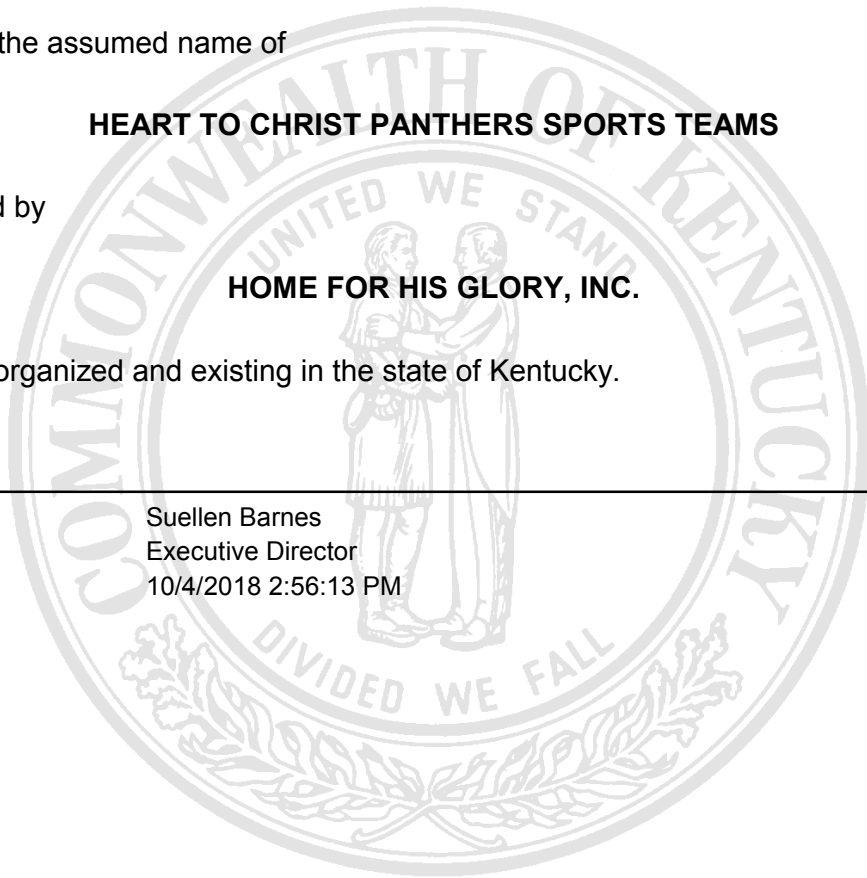 the assumed name of
HEART TO CHRIST PANTHERS SPORTS TEAMS
d by
HOME FOR HIS GLORY, INC.
organized and existing in the state of Kentucky.
Suellen Barnes
Executive Director
10/4/2018 2:56:13 PM
COMMONWEALTH OF KENTUCKY
UNITED WE STAND
DIVIDED WE FALL